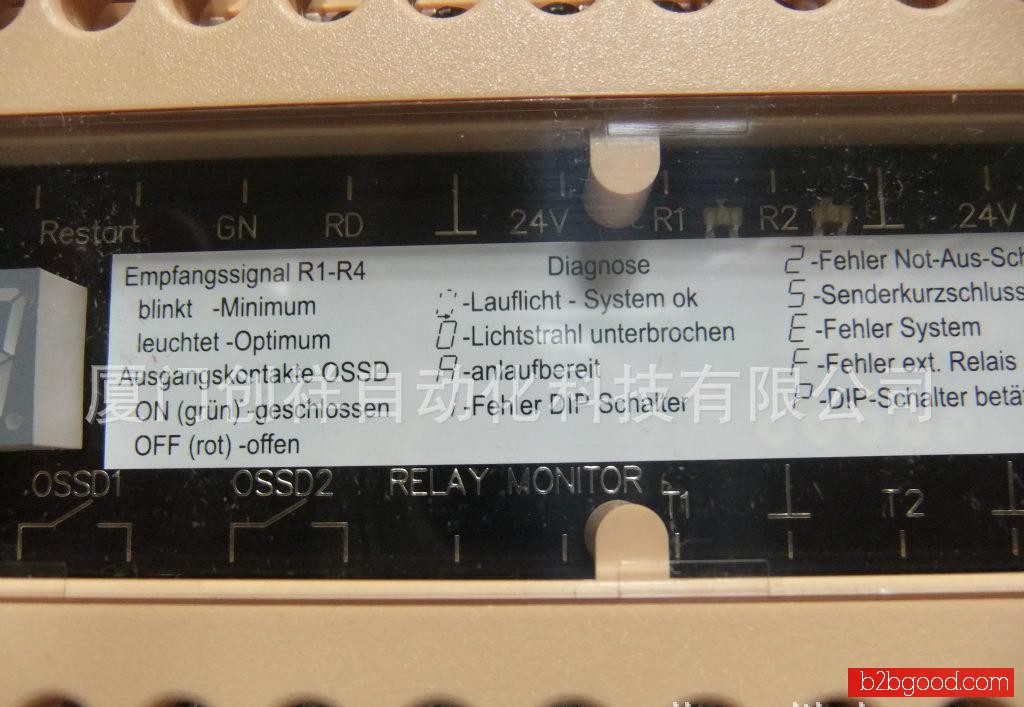 Restart GN RD 24V R1 R2 24V
Empfangssignal R1-R4
blinkt -Minimum
leuchtet -Optimum
Ausgangskontakte OSSD
ON (grün) -geschlossen
OFF (rot) -offen
Diagnose
-Lauflicht - System ok
0 -Lichtstrahl unterbrochen
A -anlaufbereit
-Fehler DIP Schalter
2 -Fehler Not-Aus-Sch
5 -Senderkurzschluss
E -Fehler System
F -Fehler ext. Relais
P -DIP-Schalter betä
厦门创祥自动化科技有限公司
OSSD1 OSSD2 RELAY MONITOR T1 T2
b2bgood.com